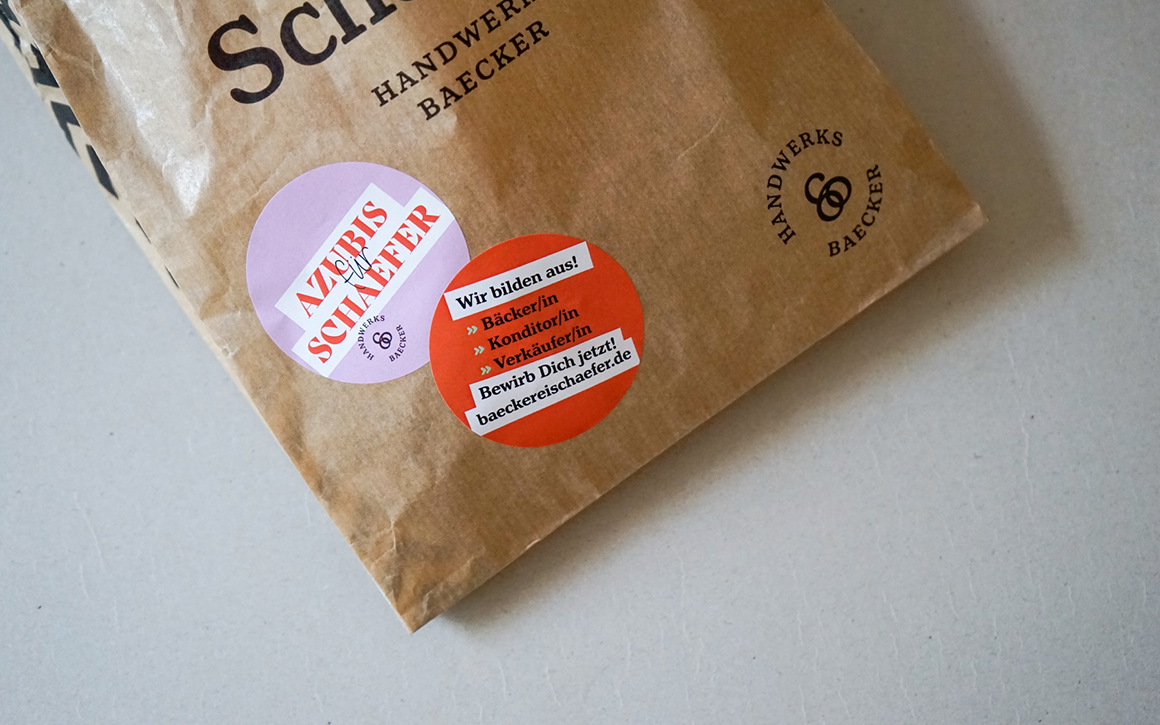 HANDWERKS
BAECKER
HANDWERKS
BAECKER
AZUBIS
für
SCHAEFER
HANDWERKS
BAECKER
Wir bilden aus!
» Bäcker/in
» Konditor/in
» Verkäufer/in
Bewirb Dich jetzt!
baeckereischaefer.de